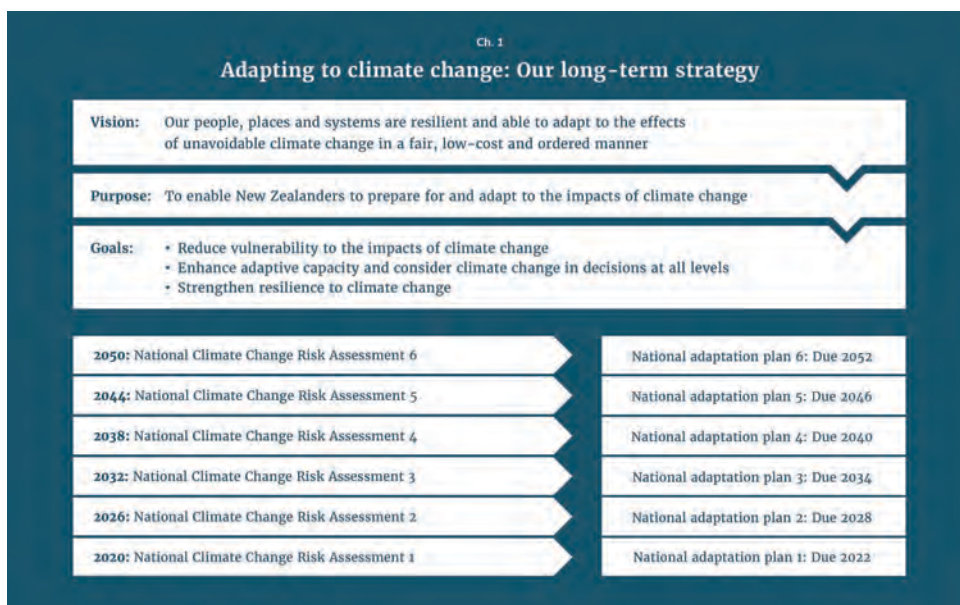 Ch. 1
Adapting to climate change: Our long-term strategy
Vision: Our people, places and systems are resilient and able to adapt to the effects
of unavoidable climate change in a fair, low-cost and ordered manner
Purpose: To enable New Zealanders to prepare for and adapt to the impacts of climate change
Goals: • Reduce vulnerability to the impacts of climate change
• Enhance adaptive capacity and consider climate change in decisions at all levels
• Strengthen resilience to climate change
2050: National Climate Change Risk Assessment 6
National adaptation plan 6: Due 2052
2044: National Climate Change Risk Assessment 5
National adaptation plan 5: Due 2046
2038: National Climate Change Risk Assessment 4
National adaptation plan 4: Due 2040
2032: National Climate Change Risk Assessment 3
National adaptation plan 3: Due 2034
2026: National Climate Change Risk Assessment 2
National adaptation plan 2: Due 2028
2020: National Climate Change Risk Assessment 1
National adaptation plan 1: Due 2022